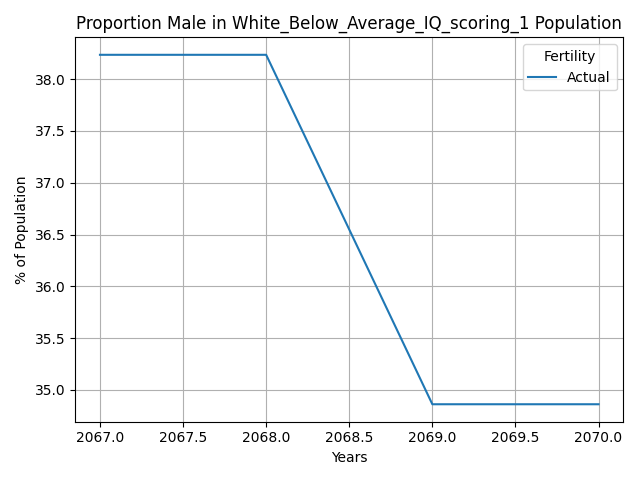 Proportion Male in White_Below_Average_IQ_scoring_1 Population
Fertility
Actual
38.0
37.5
37.0
36.5
36.0
35.5
35.0
% of Population
2067.0 2067.5 2068.0 2068.5 2069.0 2069.5 2070.0
Years